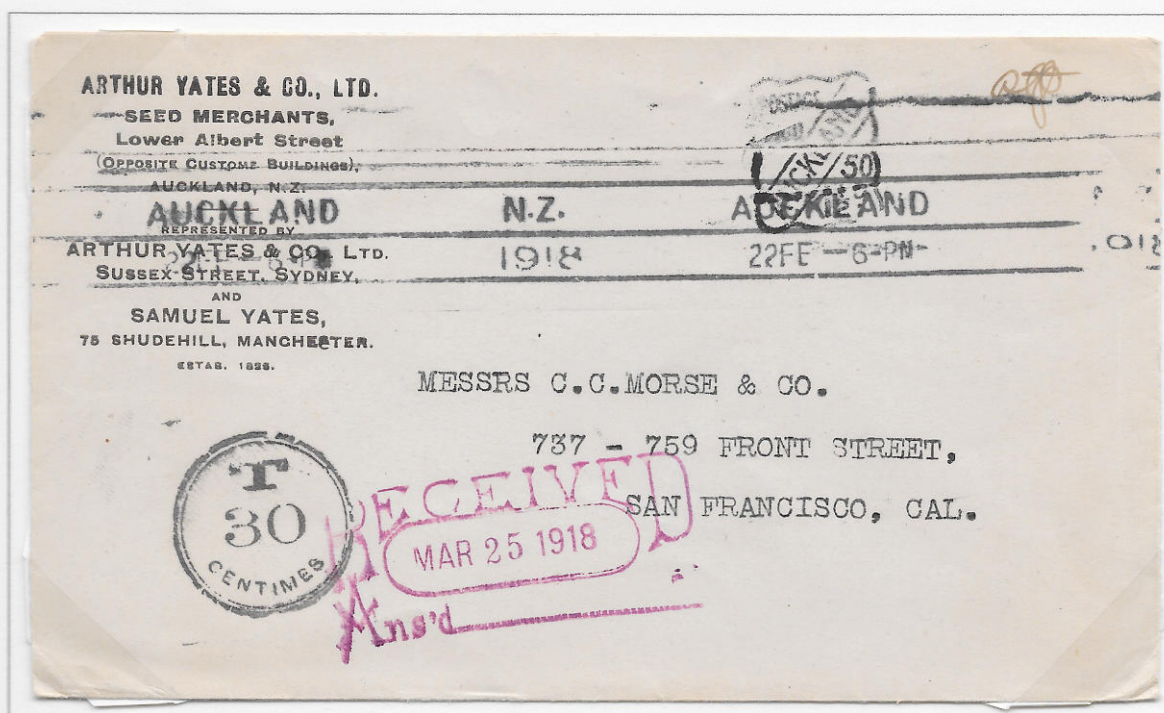 ARTHUR YATES & CO., LTD.
SEED MERCHANTS,
Lower Albert Street
(OPPOSITE CUSTOMS BUILDINGS),
AUCKLAND, N.Z.
REPRESENTED BY
ARTHUR YATES & CO. LTD.
SUSSEX STREET, SYDNEY,
AND
SAMUEL YATES,
75 SHUDEHILL, MANCHESTER.
ESTAB. 1826.
POSTAGE
50
AUCKLAND N.Z. AUCKLAND
1918 22FE - 6-PM
MESSRS C.C.MORSE & CO.
737 - 759 FRONT STREET,
SAN FRANCISCO, CAL.
T
30
CENTIMES
RECEIVED
MAR 25 1918
Ans'd